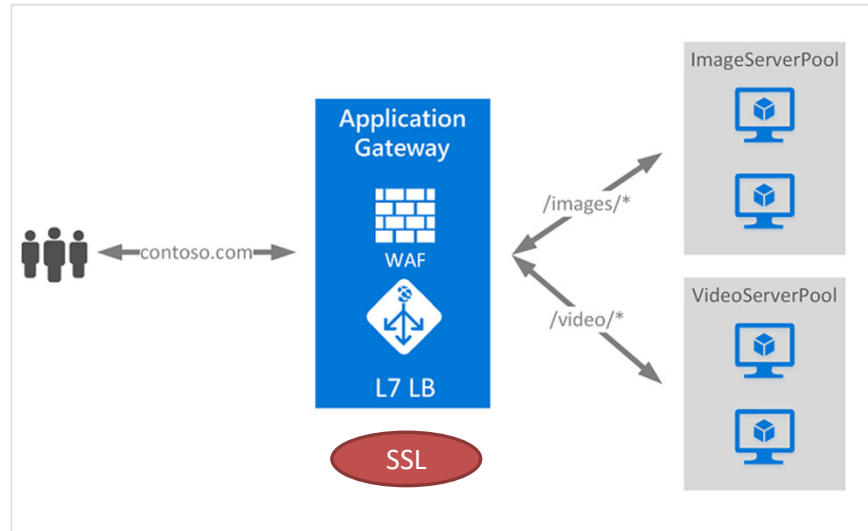 ImageServerPool
Application
Gateway
/images/*
contoso.com
WAF
VideoServerPool
/video/*
L7 LB
SSL